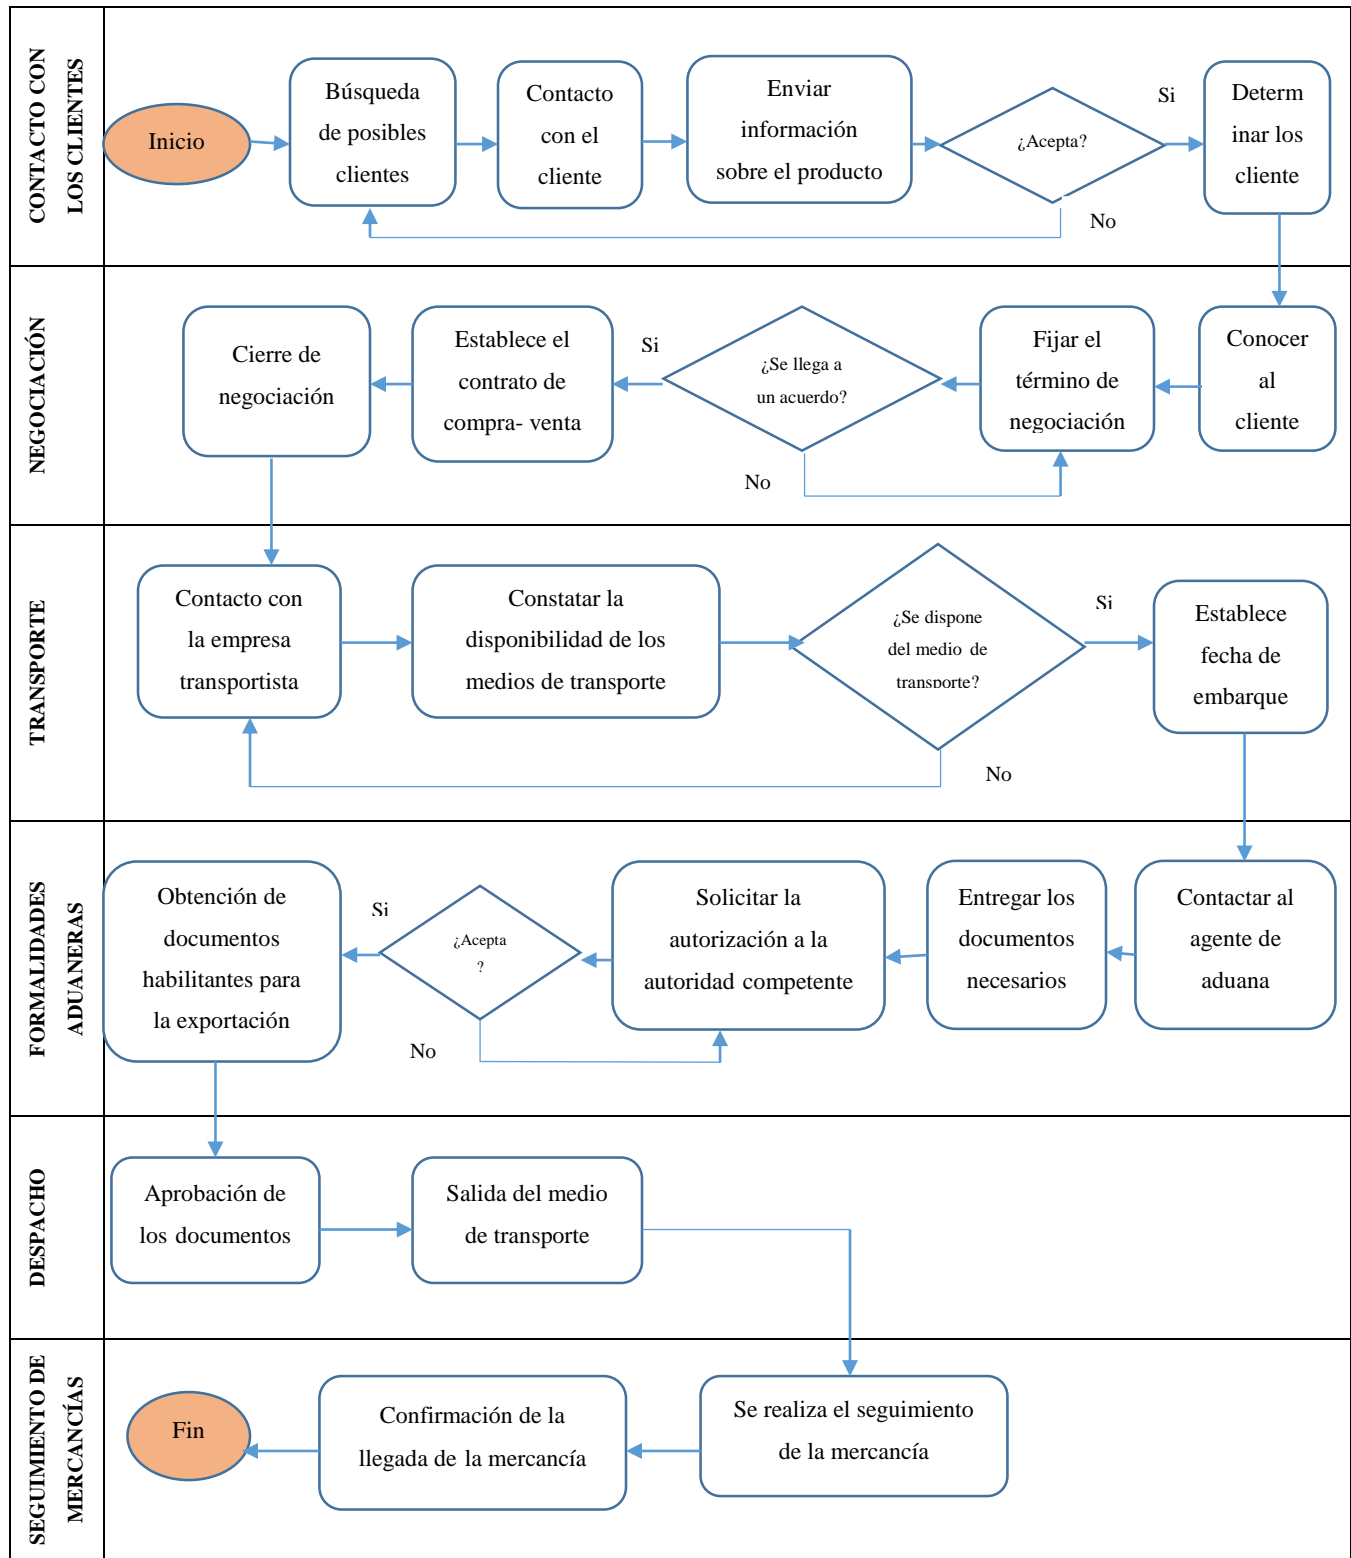 CONTACTO CON
LOS CLIENTES
Inicio
Búsqueda
de posibles
clientes
Contacto
con el
cliente
Enviar
información
sobre el producto
¿Acepta?
Si
No
Determ
inar los
cliente
NEGOCIACIÓN
Conocer
al
cliente
Fijar el
término de
negociación
¿Se llega a
un acuerdo?
Si
No
Establece el
contrato de
compra- venta
Cierre de
negociación
TRANSPORTE
Contacto con
la empresa
transportista
Constatar la
disponibilidad de los
medios de transporte
¿Se dispone
del medio de
transporte?
Si
No
Establece
fecha de
embarque
FORMALIDADES
ADUANERAS
Contactar al
agente de
aduana
Entregar los
documentos
necesarios
Solicitar la
autorización a la
autoridad competente
¿Acepta
?
Si
No
Obtención de
documentos
habilitantes para
la exportación
DESPACHO
Aprobación de
los documentos
Salida del medio
de transporte
SEGUIMIENTO DE
MERCANCÍAS
Se realiza el seguimiento
de la mercancía
Confirmación de la
llegada de la mercancía
Fin